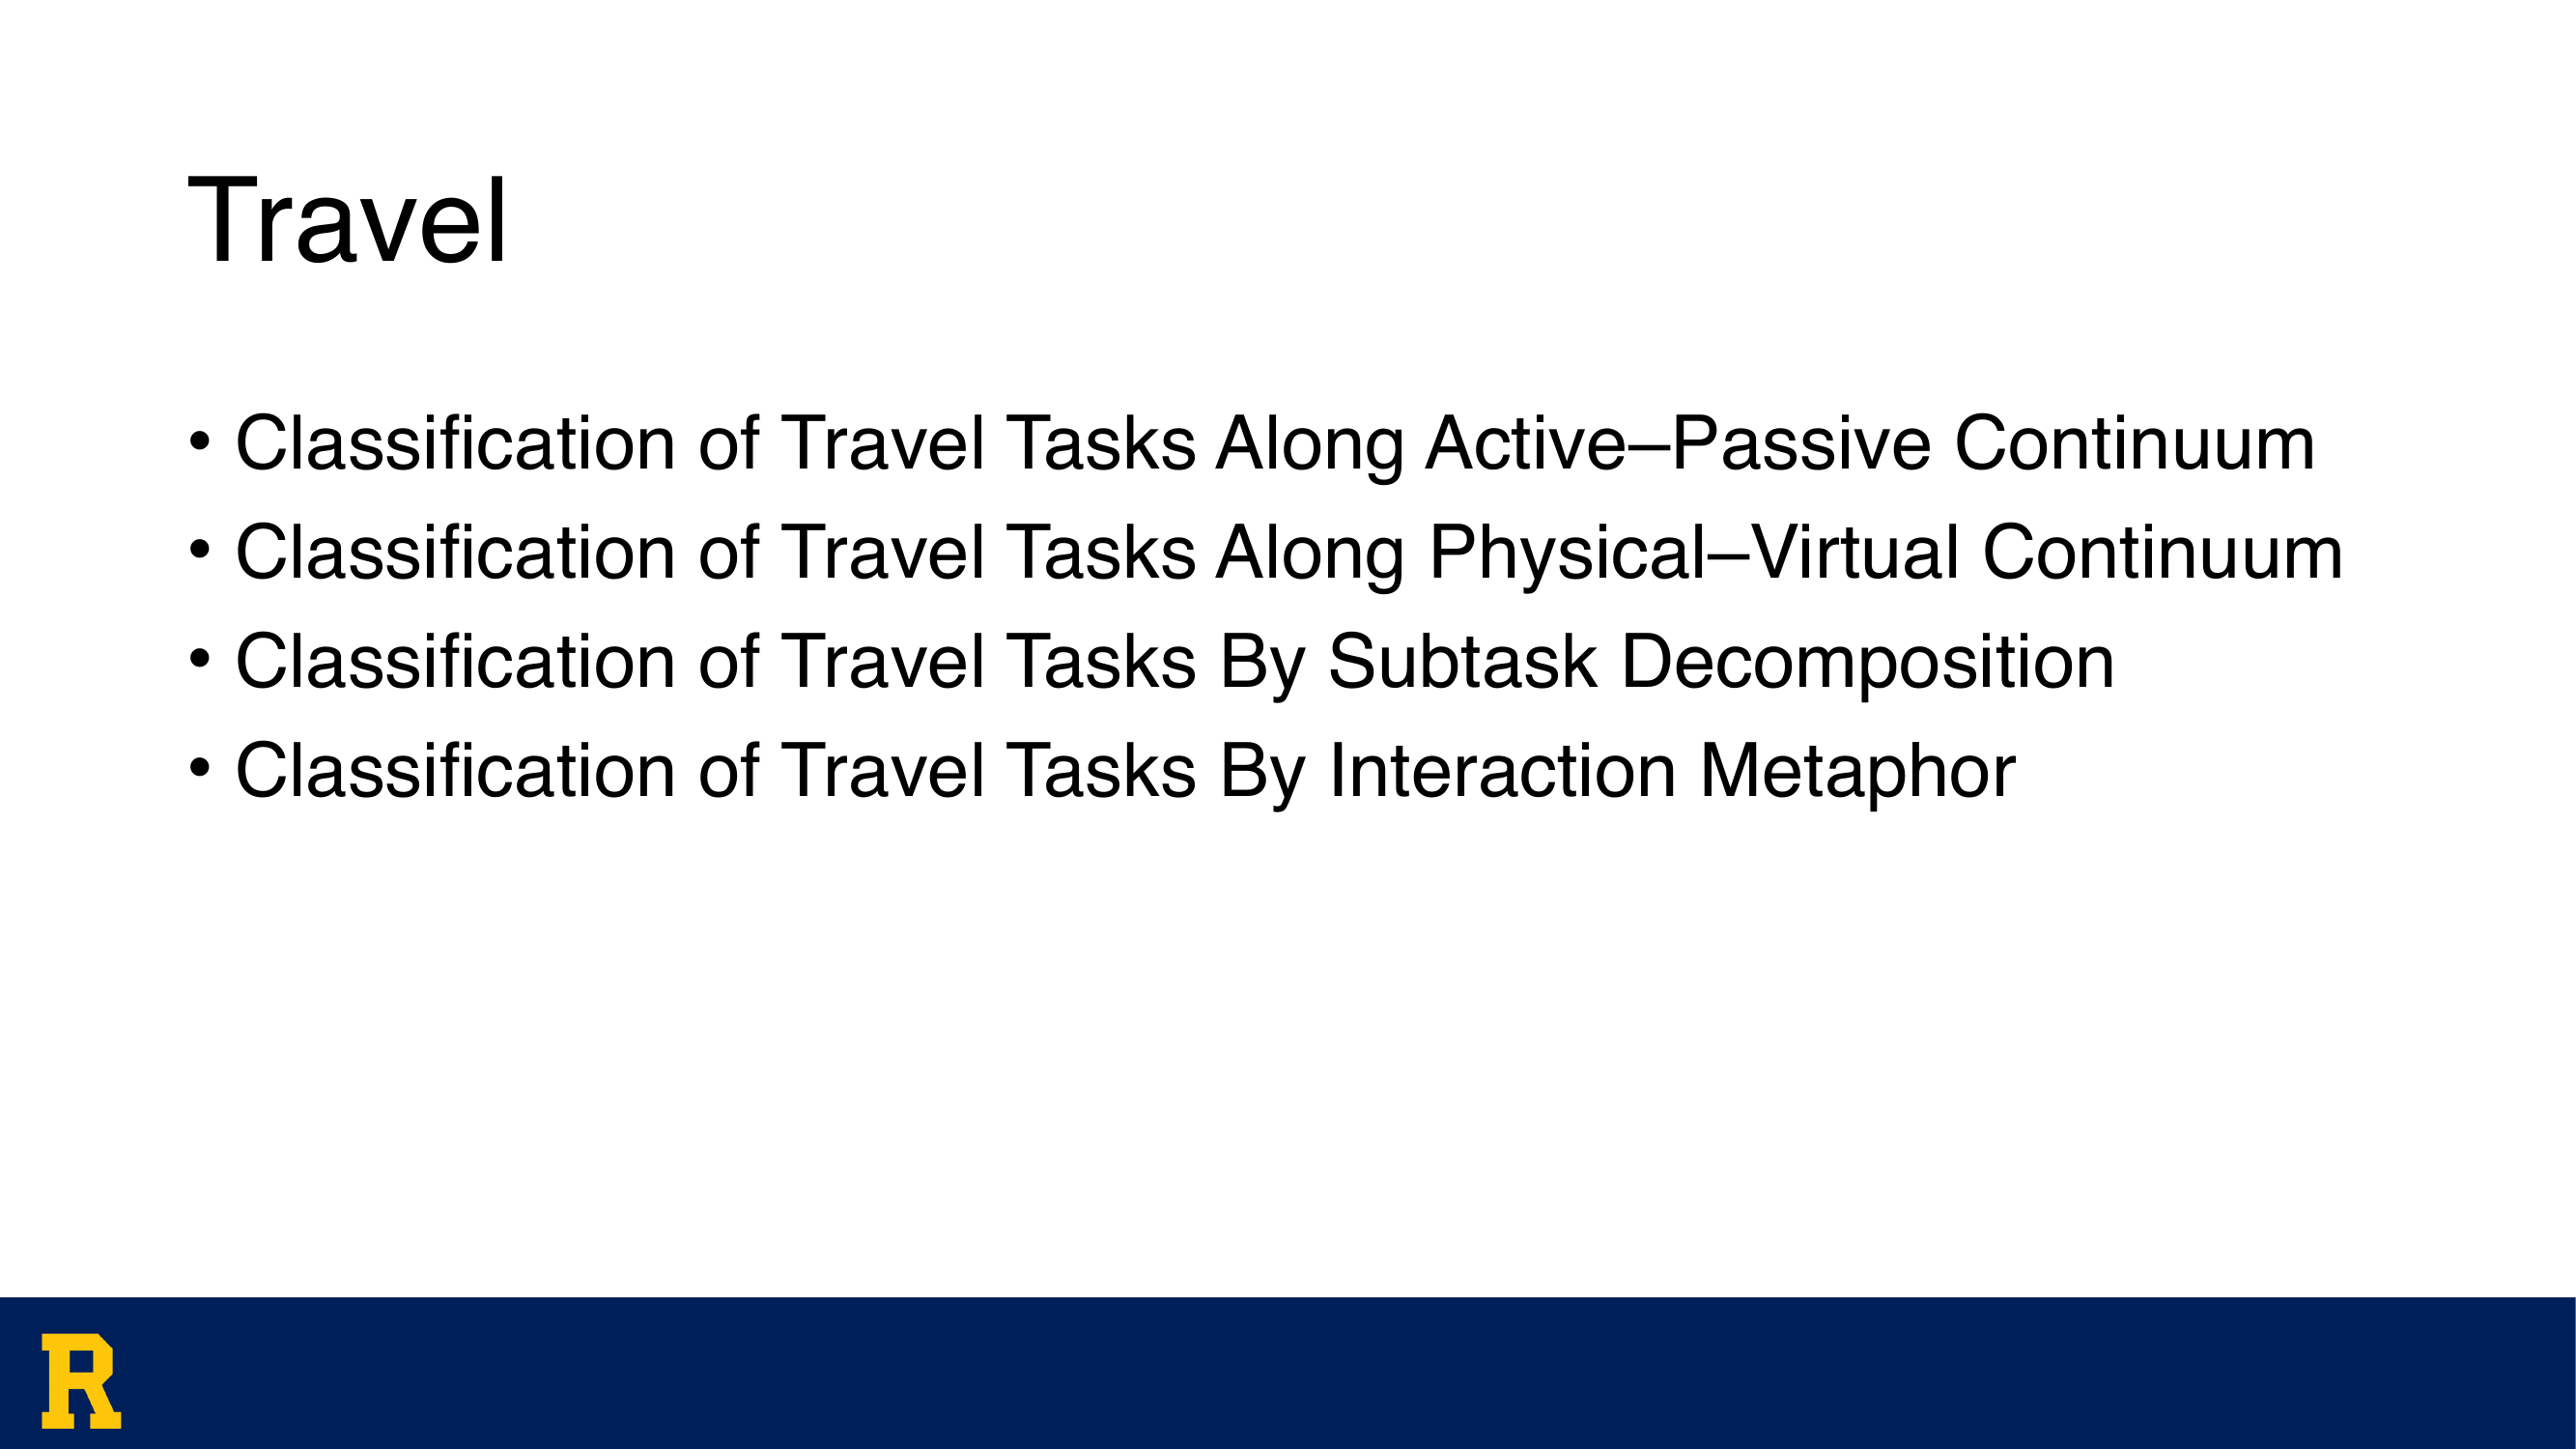 Travel
• Classification of Travel Tasks Along Active–Passive Continuum
• Classification of Travel Tasks Along Physical–Virtual Continuum
• Classification of Travel Tasks By Subtask Decomposition
• Classification of Travel Tasks By Interaction Metaphor
R